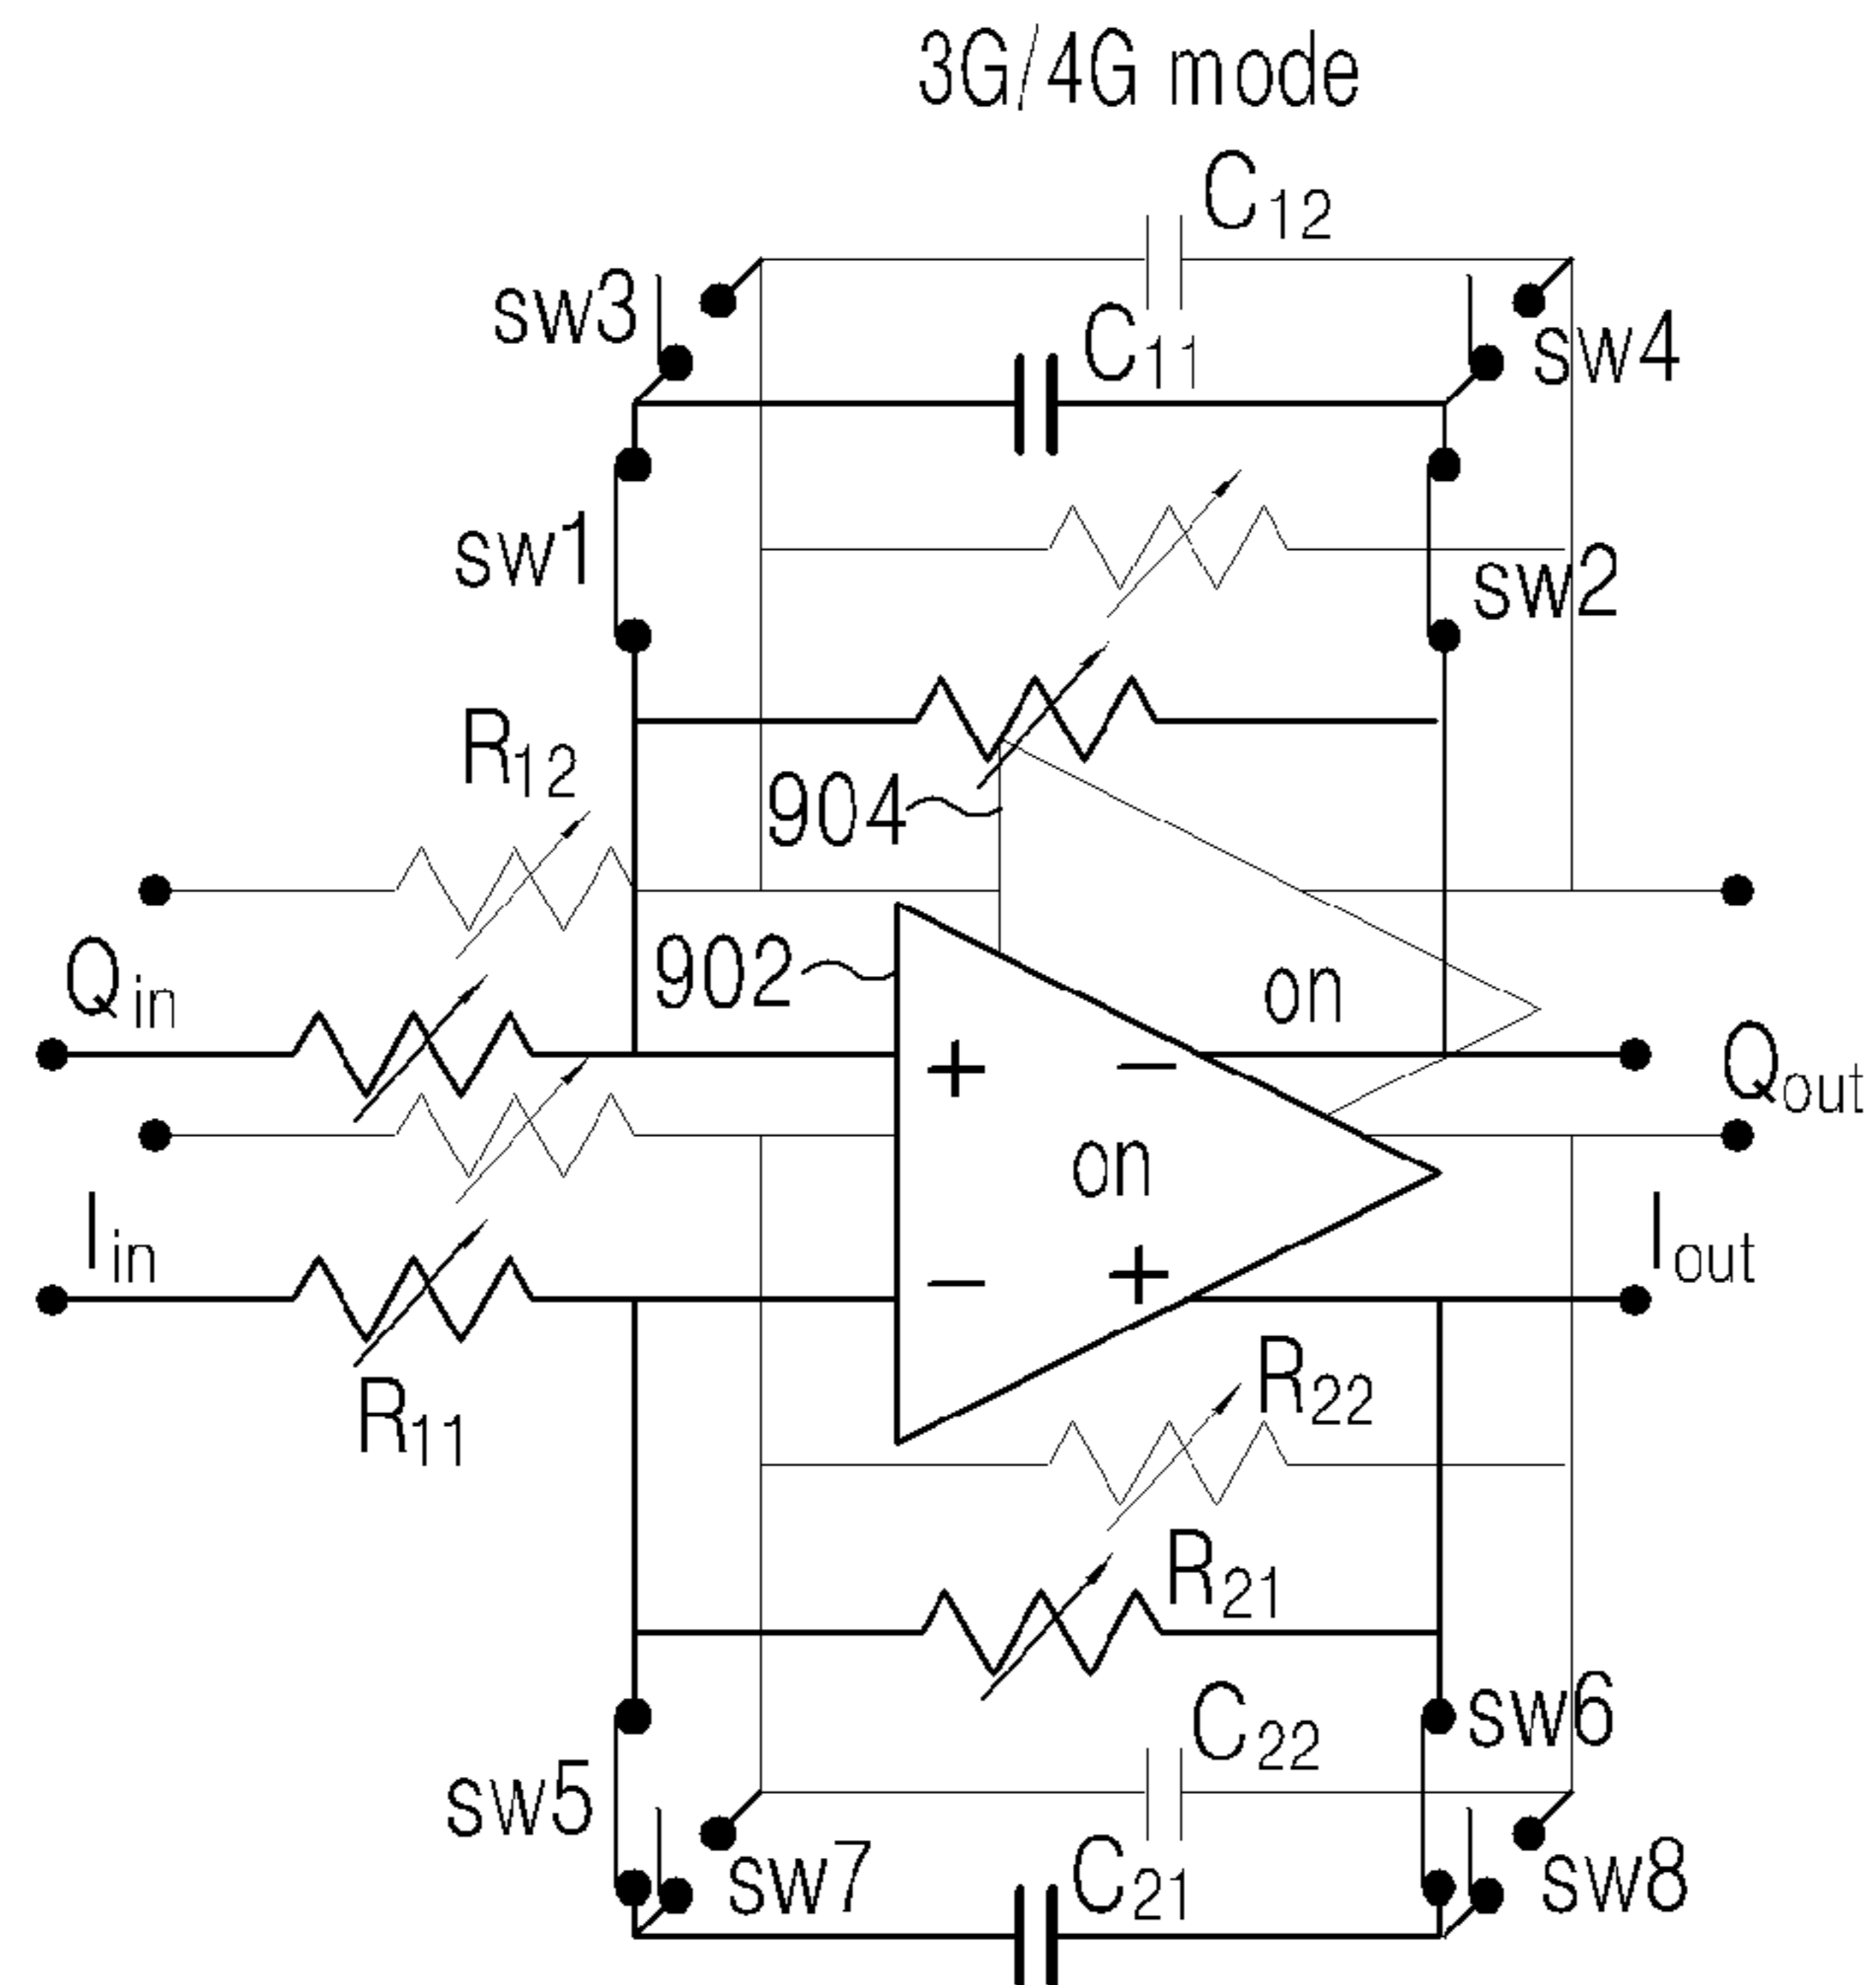 3G/4G mode
C12
sw3
C11
sw4
sw1
sw2
R12
904
Qin
902
on
+ −
Qout
on
Iin
− +
Iout
R11
R22
R21
sw6
C22
sw5
sw7
C21
sw8